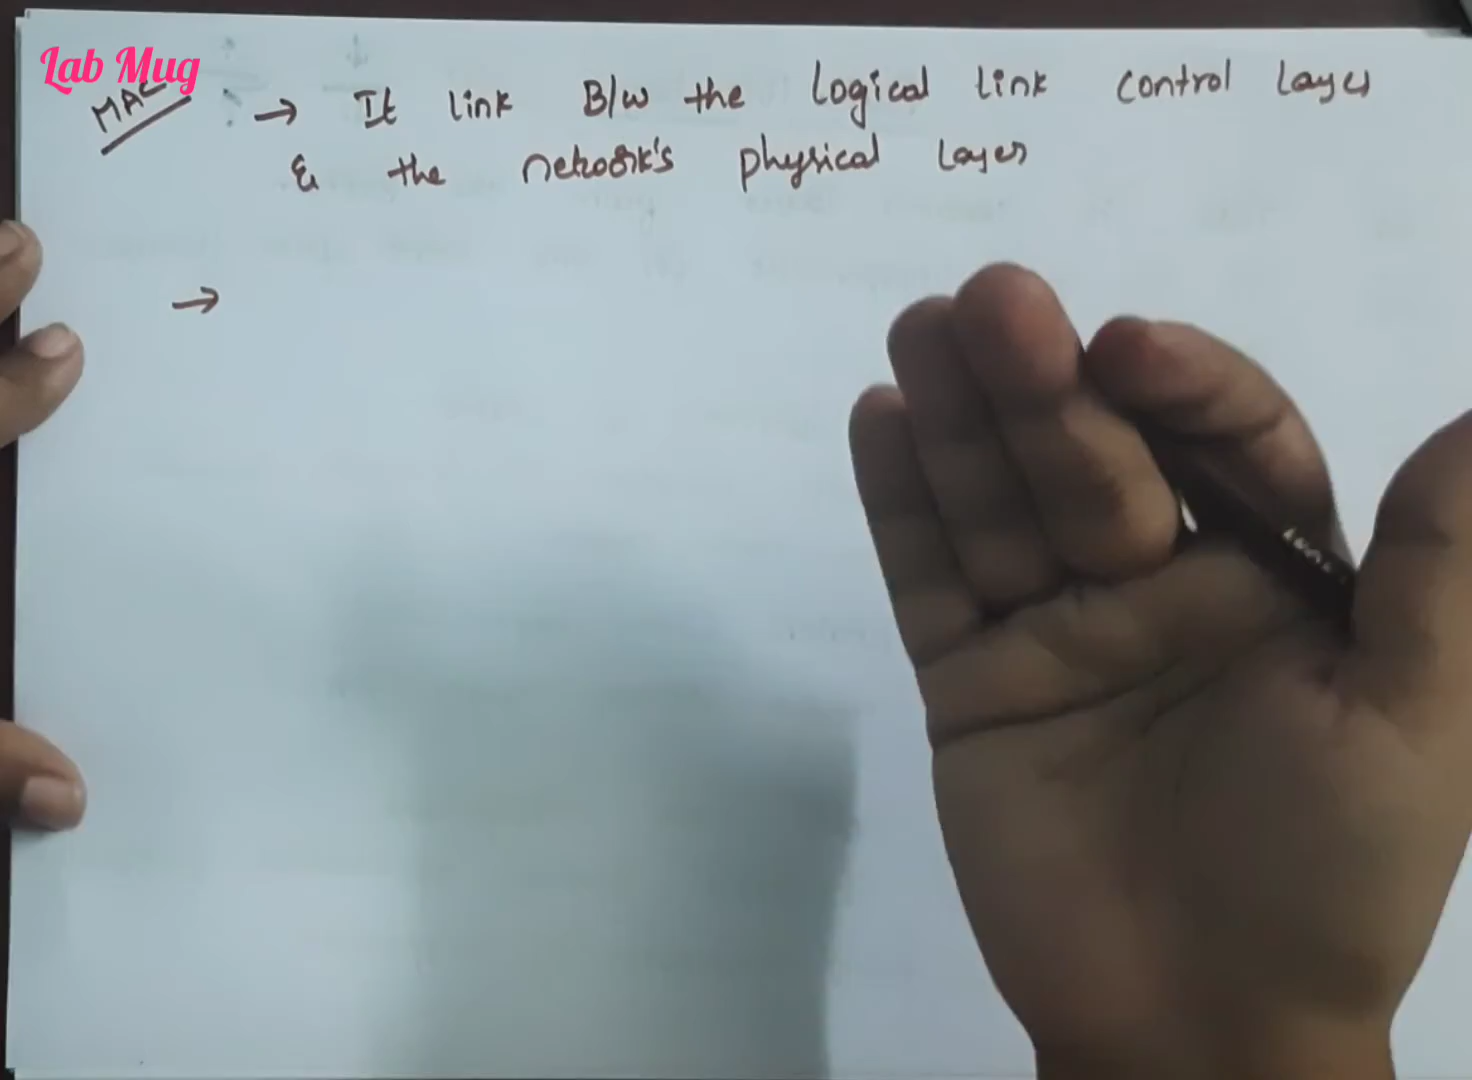 Lab Mug
MAC : → It link B/w the Logical link control Layer
& the network's physical Layer
→